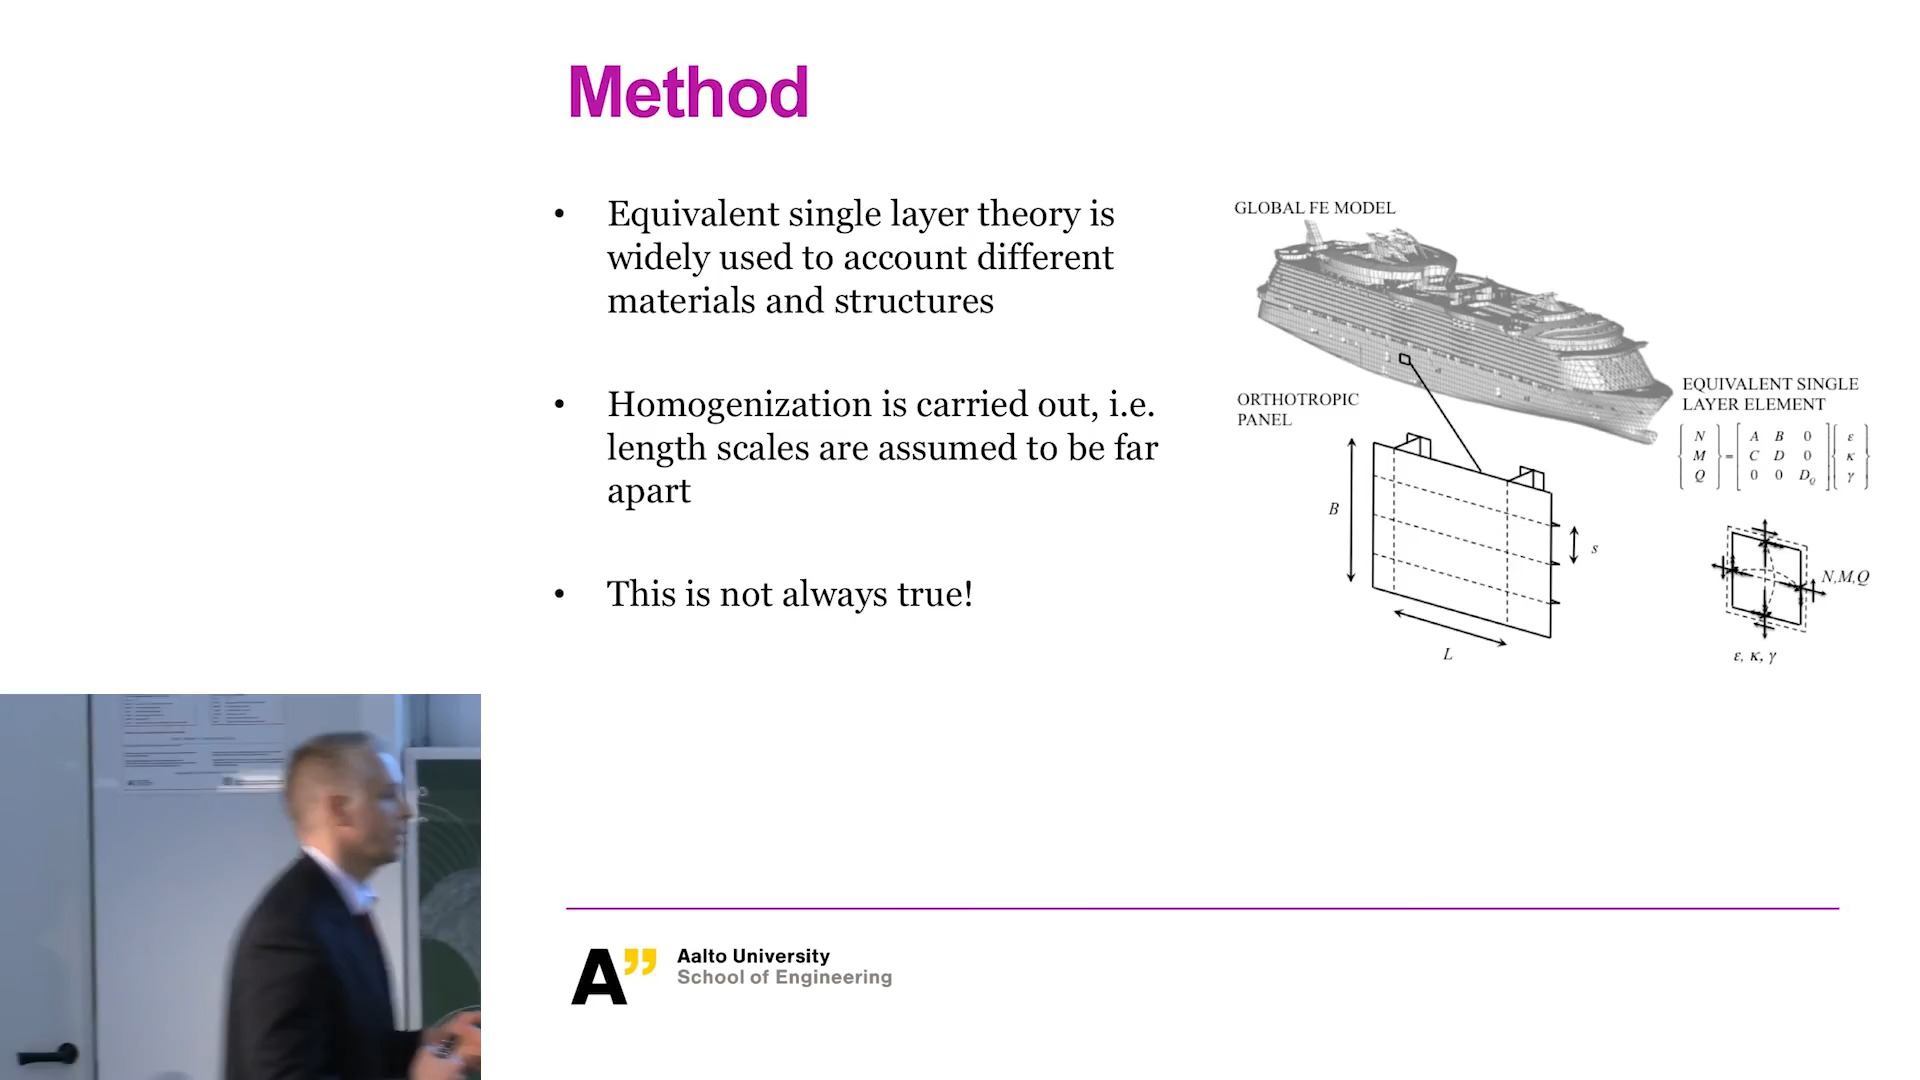 Method
• Equivalent single layer theory is
widely used to account different
materials and structures
• Homogenization is carried out, i.e.
length scales are assumed to be far
apart
• This is not always true!
GLOBAL FE MODEL
ORTHOTROPIC
PANEL
B
s
L
EQUIVALENT SINGLE
LAYER ELEMENT
N A B 0 ε
M = C D 0 κ
Q 0 0 D_Q γ
N,M,Q
ε, κ, γ
A”
Aalto University
School of Engineering